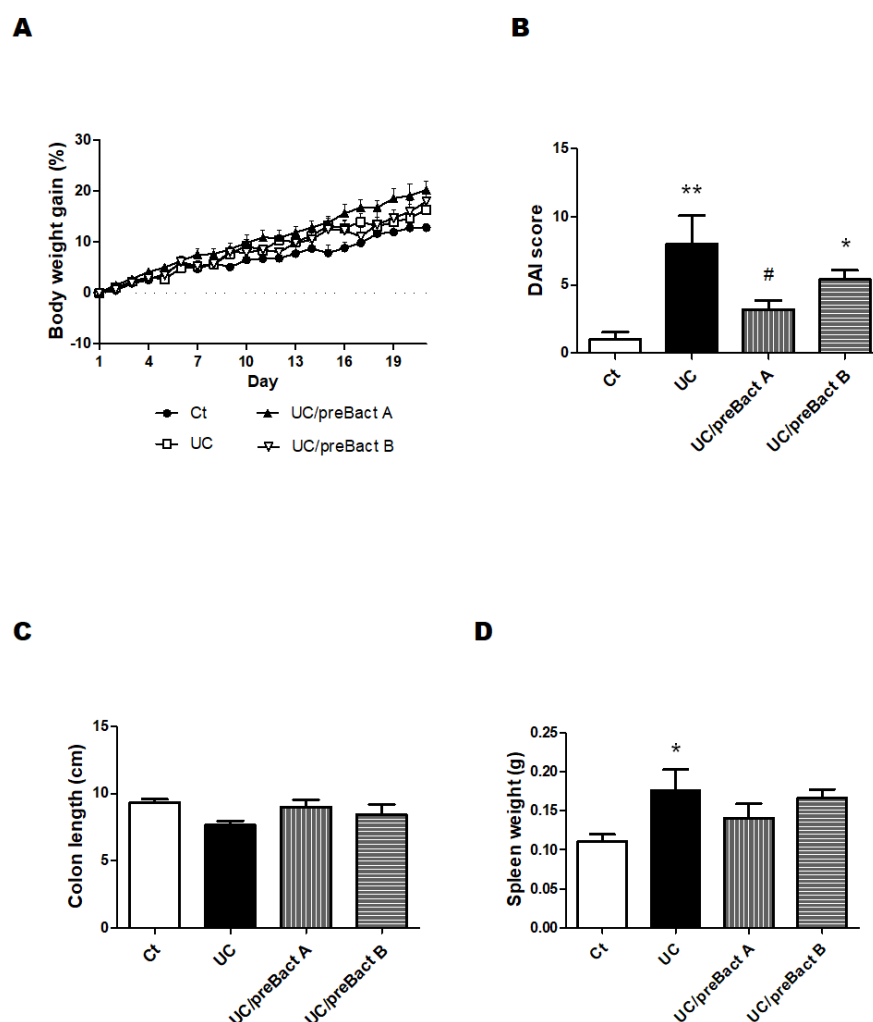 A
B
Body weight gain (%)
30
20
10
0
-10
1 4 7 10 13 16 19
Day
Ct
UC/preBact A
UC
UC/preBact B
DAI score
15
10
5
0
**
#
*
Ct
UC
UC/preBact A
UC/preBact B
C
D
Colon length (cm)
15
10
5
0
Ct
UC
UC/preBact A
UC/preBact B
Spleen weight (g)
0.25
0.20
0.15
0.10
0.05
0.00
*
Ct
UC
UC/preBact A
UC/preBact B